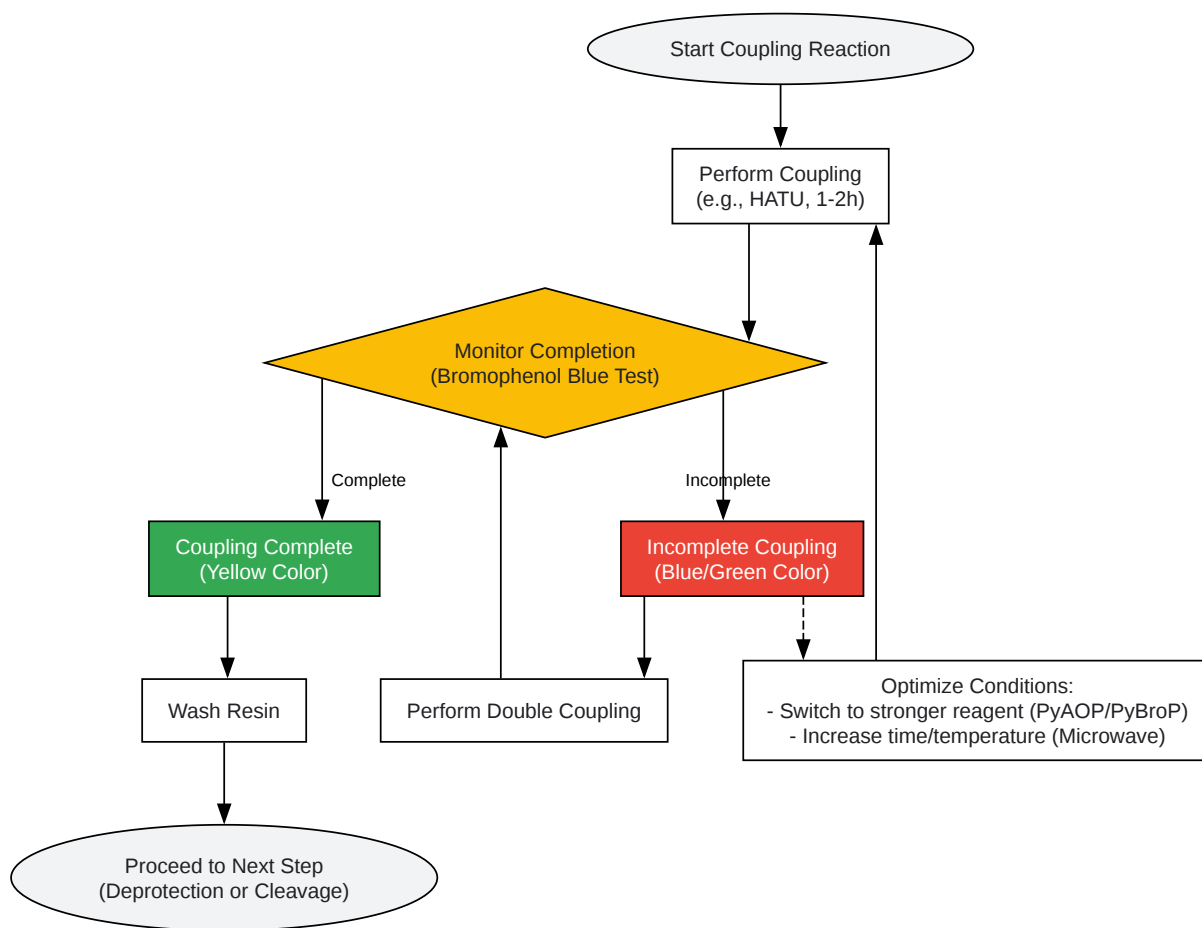 Start Coupling Reaction
Perform Coupling
(e.g., HATU, 1-2h)
Monitor Completion
(Bromophenol Blue Test)
Complete
Incomplete
Coupling Complete
(Yellow Color)
Incomplete Coupling
(Blue/Green Color)
Wash Resin
Perform Double Coupling
Optimize Conditions:
- Switch to stronger reagent (PyAOP/PyBroP)
- Increase time/temperature (Microwave)
Proceed to Next Step
(Deprotection or Cleavage)